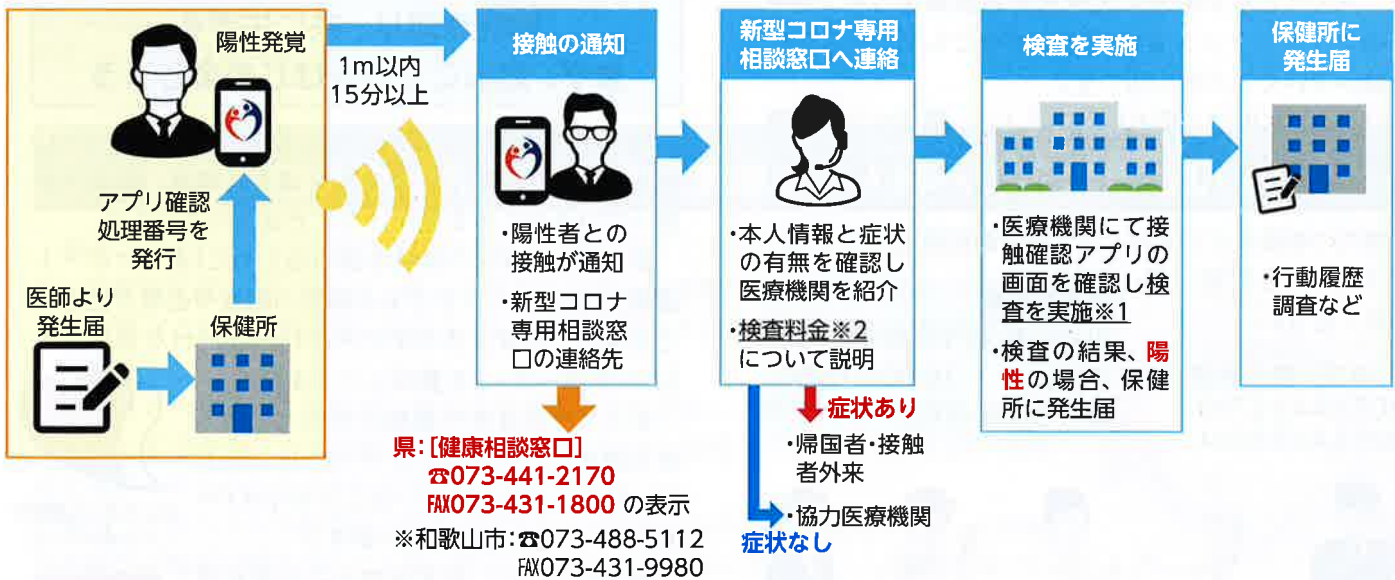 陽性発覚
アプリ確認
処理番号を
発行
医師より
発生届
保健所
1m以内
15分以上
接触の通知
・陽性者との
接触が通知
・新型コロナ
専用相談窓
口の連絡先
県：[健康相談窓口]
☎073-441-2170
FAX073-431-1800 の表示
※和歌山市：☎073-488-5112
FAX073-431-9980
新型コロナ専用
相談窓口へ連絡
・本人情報と症状
の有無を確認し
医療機関を紹介
・検査料金※2
について説明
症状あり
・帰国者・接触
者外来
・協力医療機関
症状なし
検査を実施
・医療機関にて接
触確認アプリの
画面を確認し検
査を実施※1
・検査の結果、陽
性の場合、保健
所に発生届
保健所に
発生届
・行動履歴
調査など